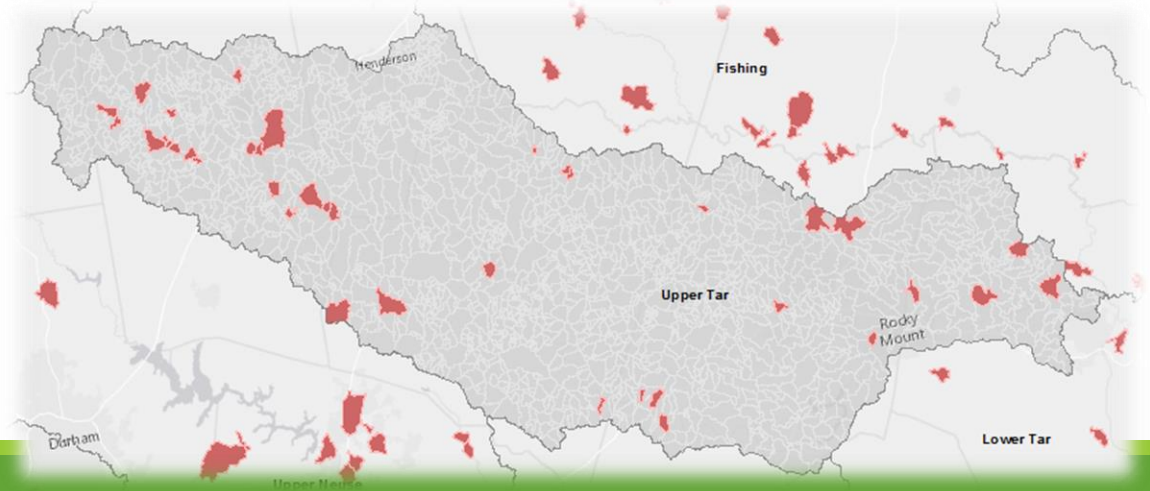 Henderson
Fishing
Upper Tar
Rocky
Mount
Durham
Lower Tar
Upper Neuse